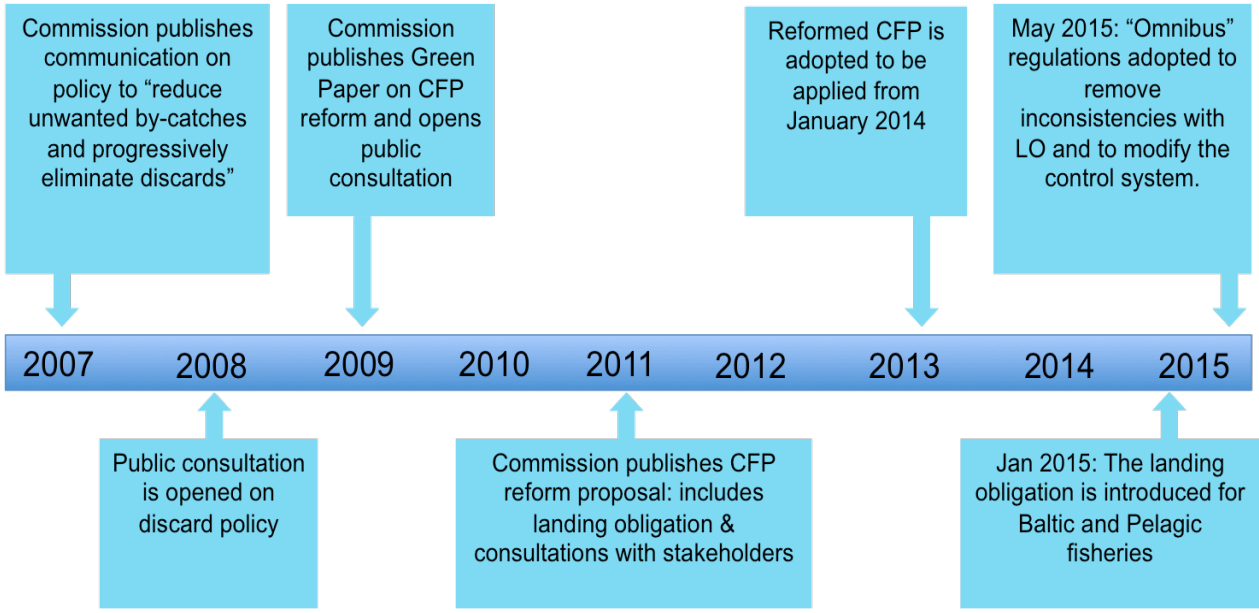 Commission publishes
communication on
policy to “reduce
unwanted by-catches
and progressively
eliminate discards”
Commission
publishes Green
Paper on CFP
reform and opens
public
consultation
Reformed CFP is
adopted to be
applied from
January 2014
May 2015: “Omnibus”
regulations adopted to
remove
inconsistencies with
LO and to modify the
control system.
2007 2008 2009 2010 2011 2012 2013 2014 2015
Public consultation
is opened on
discard policy
Commission publishes CFP
reform proposal: includes
landing obligation &
consultations with stakeholders
Jan 2015: The landing
obligation is introduced for
Baltic and Pelagic
fisheries